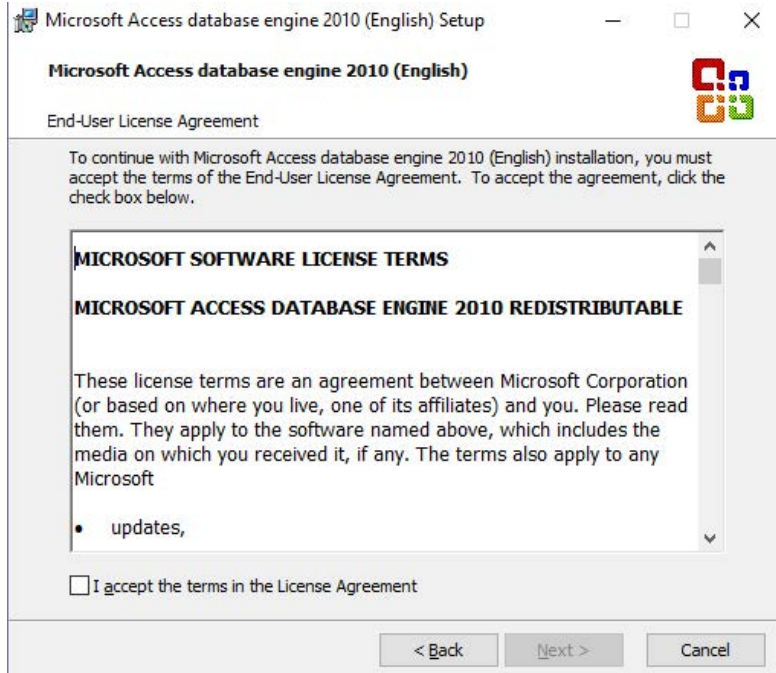 Microsoft Access database engine 2010 (English) Setup
Microsoft Access database engine 2010 (English)
End-User License Agreement
To continue with Microsoft Access database engine 2010 (English) installation, you must
accept the terms of the End-User License Agreement. To accept the agreement, click the
check box below.
MICROSOFT SOFTWARE LICENSE TERMS
MICROSOFT ACCESS DATABASE ENGINE 2010 REDISTRIBUTABLE
These license terms are an agreement between Microsoft Corporation
(or based on where you live, one of its affiliates) and you. Please read
them. They apply to the software named above, which includes the
media on which you received it, if any. The terms also apply to any
Microsoft
• updates,
I accept the terms in the License Agreement
< Back Next > Cancel